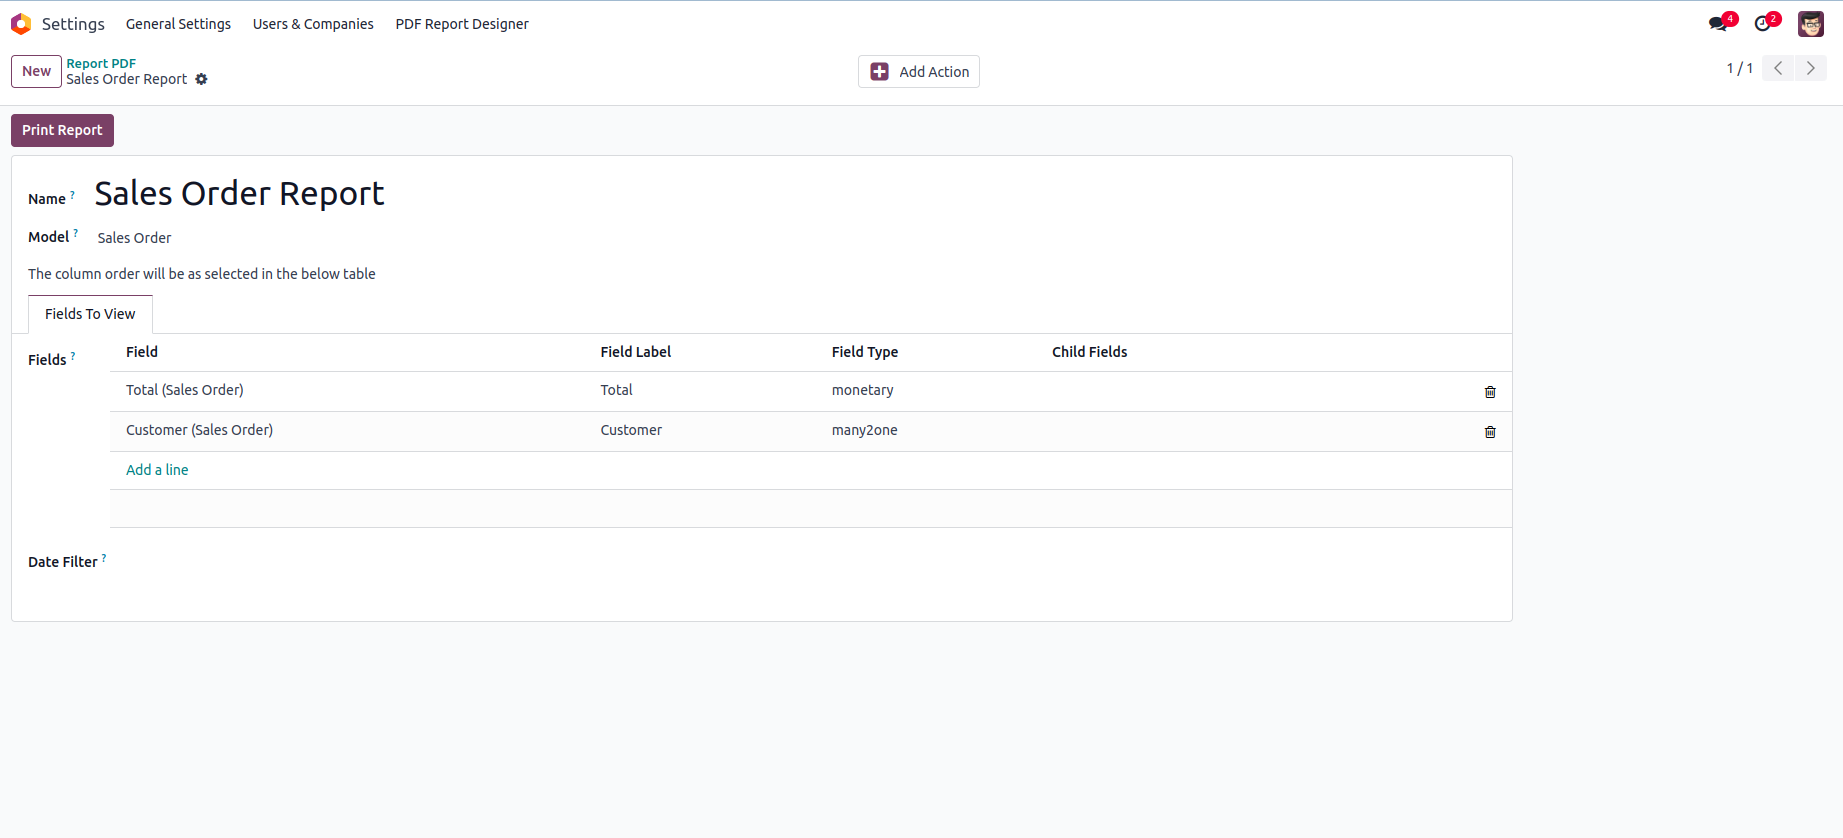 Settings General Settings Users & Companies PDF Report Designer 4 2
New Report PDF
Sales Order Report
Add Action
1 / 1
Print Report
Name ? Sales Order Report
Model ? Sales Order
The column order will be as selected in the below table
Fields To View
Fields ?
Field Field Label Field Type Child Fields
Total (Sales Order) Total monetary
Customer (Sales Order) Customer many2one
Add a line
Date Filter ?